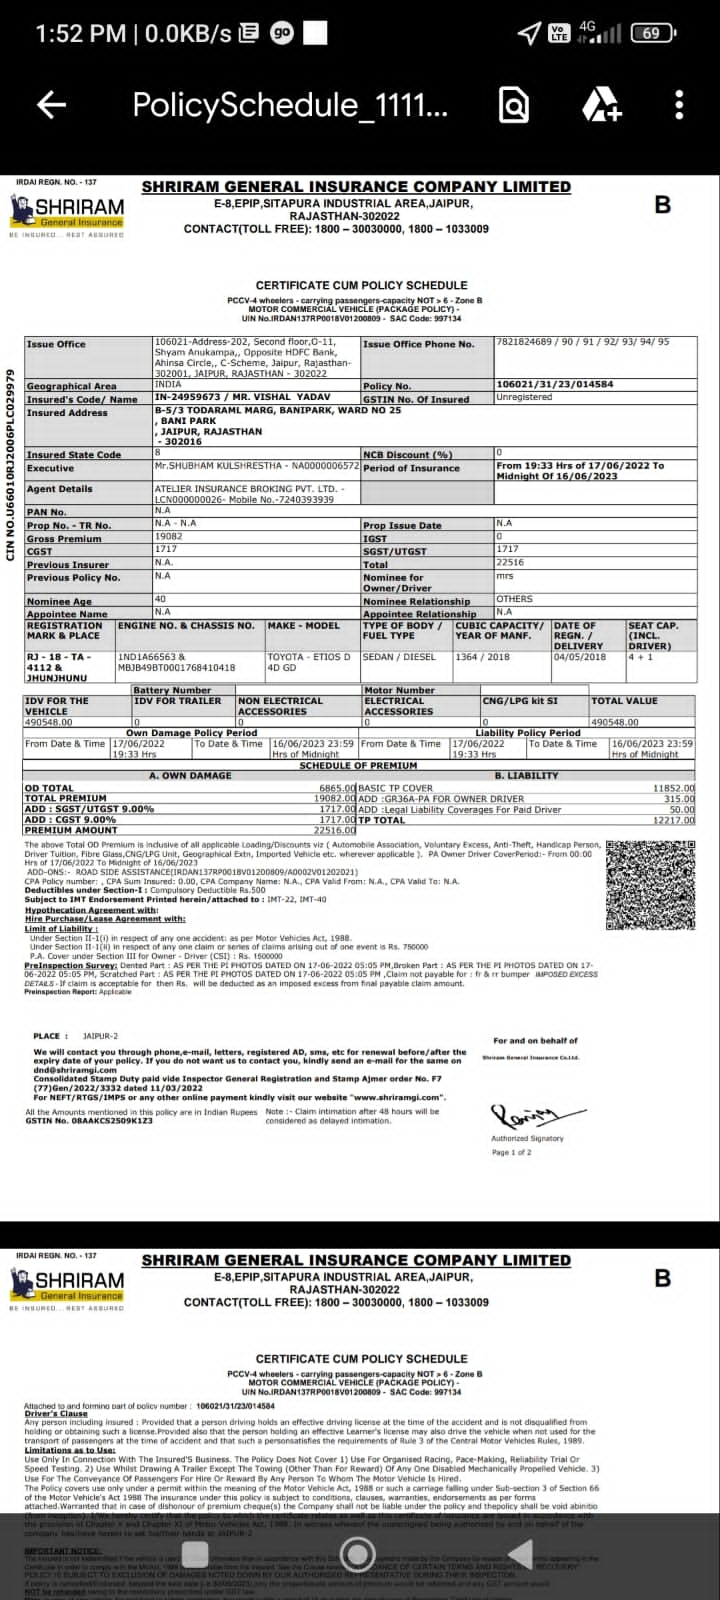 1:52 PM | 0.0KB/s go Vo LTE 4G 69
PolicySchedule_1111...
IRDAI REGN. NO. - 137
SHRIRAM
General Insurance
BE INSURED... REST ASSURED
SHRIRAM GENERAL INSURANCE COMPANY LIMITED
E-8,EPIP,SITAPURA INDUSTRIAL AREA,JAIPUR,
RAJASTHAN-302022
CONTACT(TOLL FREE): 1800 – 30030000, 1800 – 1033009
B
CERTIFICATE CUM POLICY SCHEDULE
PCCV-4 wheelers - carrying passengers-capacity NOT > 6 - Zone B
MOTOR COMMERCIAL VEHICLE (PACKAGE POLICY) -
UIN No.IRDAN137RP0018V01200809 - SAC Code: 997134
CIN NO.U66010RJ2006PLC029979
Issue Office 106021-Address-202, Second floor,O-11, Shyam Anukampa,, Opposite HDFC Bank, Ahinsa Circle,, C-Scheme, Jaipur, Rajasthan-302001, JAIPUR, RAJASTHAN - 302022 Issue Office Phone No. 7821824689 / 90 / 91 / 92/ 93/ 94/ 95
Geographical Area INDIA Policy No. 106021/31/23/014584
Insured's Code/ Name IN-24959673 / MR. VISHAL YADAV GSTIN No. Of Insured Unregistered
Insured Address B-5/3 TODARAML MARG, BANIPARK, WARD NO 25
, BANI PARK
, JAIPUR, RAJASTHAN
- 302016
Insured State Code 8 NCB Discount (%) 0
Executive Mr.SHUBHAM KULSHRESTHA - NA0000006572 Period of Insurance From 19:33 Hrs of 17/06/2022 To Midnight Of 16/06/2023
Agent Details ATELIER INSURANCE BROKING PVT. LTD. - LCN000000026- Mobile No.-7240393939
PAN No. N.A
Prop No. - TR No. N.A - N.A Prop Issue Date N.A
Gross Premium 19082 IGST 0
CGST 1717 SGST/UTGST 1717
Previous Insurer N.A. Total 22516
Previous Policy No. N.A Nominee for Owner/Driver mrs
Nominee Age 40 Nominee Relationship OTHERS
Appointee Name N.A Appointee Relationship N.A
REGISTRATION MARK & PLACE ENGINE NO. & CHASSIS NO. MAKE - MODEL TYPE OF BODY / FUEL TYPE CUBIC CAPACITY/ YEAR OF MANF. DATE OF REGN. / DELIVERY SEAT CAP. (INCL. DRIVER)
RJ - 18 - TA - 4112 & JHUNJHUNU 1ND1A66563 & MBJB49BT0001768410418 TOYOTA - ETIOS D 4D GD SEDAN / DIESEL 1364 / 2018 04/05/2018 4 + 1
Battery Number Motor Number
IDV FOR THE VEHICLE IDV FOR TRAILER NON ELECTRICAL ACCESSORIES ELECTRICAL ACCESSORIES CNG/LPG kit SI TOTAL VALUE
490548.00 0 0 0 0 490548.00
Own Damage Policy Period Liability Policy Period
From Date & Time 17/06/2022 19:33 Hrs To Date & Time 16/06/2023 23:59 Hrs of Midnight From Date & Time 17/06/2022 19:33 Hrs To Date & Time 16/06/2023 23:59 Hrs of Midnight
SCHEDULE OF PREMIUM
A. OWN DAMAGE B. LIABILITY
OD TOTAL 6865.00 BASIC TP COVER 11852.00
TOTAL PREMIUM 19082.00 ADD :GR36A-PA FOR OWNER DRIVER 315.00
ADD : SGST/UTGST 9.00% 1717.00 ADD :Legal Liability Coverages For Paid Driver 50.00
ADD : CGST 9.00% 1717.00 TP TOTAL 12217.00
PREMIUM AMOUNT 22516.00
The above Total OD Premium is inclusive of all applicable Loading/Discounts viz ( Automobile Association, Voluntary Excess, Anti-Theft, Handicap Person,
Driver Tuition, Fibre Glass,CNG/LPG Unit, Geographical Extn, Imported Vehicle etc. wherever applicable ). PA Owner Driver CoverPeriod:- From 00:00
Hrs of 17/06/2022 To Midnight of 16/06/2023
ADD-ONS:- ROAD SIDE ASSISTANCE(IRDAN137RP0018V01200809/A0002V01202021)
CPA Policy number: , CPA Sum Insured: 0.00, CPA Company Name: N.A., CPA Valid From: N.A., CPA Valid To: N.A.
Deductibles under Section-I : Compulsory Deductible Rs.500
Subject to IMT Endorsement Printed herein/attached to : IMT-22, IMT-40
Hypothecation Agreement with:
Hire Purchase/Lease Agreement with:
Limit of Liability :
Under Section II-1(i) in respect of any one accident: as per Motor Vehicles Act, 1988.
Under Section II-1(ii) in respect of any one claim or series of claims arising out of one event is Rs. 750000
P.A. Cover under Section III for Owner - Driver (CSI) : Rs. 1500000
PreInspection Survey: Dented Part : AS PER THE PI PHOTOS DATED ON 17-06-2022 05:05 PM,Broken Part : AS PER THE PI PHOTOS DATED ON 17-
06-2022 05:05 PM, Scratched Part : AS PER THE PI PHOTOS DATED ON 17-06-2022 05:05 PM ,Claim not payable for : fr & rr bumper IMPOSED EXCESS
DETAILS - If claim is acceptable for then Rs. will be deducted as an imposed excess from final payable claim amount.
Preinspection Report: Applicable
PLACE : JAIPUR-2
For and on behalf of
We will contact you through phone,e-mail, letters, registered AD, sms, etc for renewal before/after the
expiry date of your policy. If you do not want us to contact you, kindly send an e-mail for the same on
dnd@shriramgi.com
Shriram General Insurance Co.Ltd.
Consolidated Stamp Duty paid vide Inspector General Registration and Stamp Ajmer order No. F7
(77)Gen/2022/3332 dated 11/03/2022
For NEFT/RTGS/IMPS or any other online payment kindly visit our website "www.shriramgi.com".
All the Amounts mentioned in this policy are in Indian Rupees Note :- Claim intimation after 48 hours will be
GSTIN No. 08AAKCS2509K1Z3 considered as delayed intimation.
Authorized Signatory
Page 1 of 2
IRDAI REGN. NO. - 137
SHRIRAM
General Insurance
BE INSURED... REST ASSURED
SHRIRAM GENERAL INSURANCE COMPANY LIMITED
E-8,EPIP,SITAPURA INDUSTRIAL AREA,JAIPUR,
RAJASTHAN-302022
CONTACT(TOLL FREE): 1800 – 30030000, 1800 – 1033009
B
CERTIFICATE CUM POLICY SCHEDULE
PCCV-4 wheelers - carrying passengers-capacity NOT > 6 - Zone B
MOTOR COMMERCIAL VEHICLE (PACKAGE POLICY) -
UIN No.IRDAN137RP0018V01200809 - SAC Code: 997134
Attached to and forming part of policy number : 106021/31/23/014584
Driver's Clause
Any person including insured : Provided that a person driving holds an effective driving license at the time of the accident and is not disqualified from
holding or obtaining such a license.Provided also that the person holding an effective Learner's license may also drive the vehicle when not used for the
transport of passengers at the time of accident and that such a personsatisfies the requirements of Rule 3 of the Central Motor Vehicles Rules, 1989.
Limitations as to Use:
Use Only In Connection With The Insured'S Business. The Policy Does Not Cover 1) Use For Organised Racing, Pace-Making, Reliability Trial Or
Speed Testing. 2) Use Whilst Drawing A Trailer Except The Towing (Other Than For Reward) Of Any One Disabled Mechanically Propelled Vehicle. 3)
Use For The Conveyance Of Passengers For Hire Or Reward By Any Person To Whom The Motor Vehicle Is Hired.
The Policy covers use only under a permit within the meaning of the Motor Vehicle Act, 1988 or such a carriage falling under Sub-section 3 of Section 66
of the Motor Vehicle's Act 1988 The insurance under this policy is subject to conditions, clauses, warranties, endorsements as per forms
attached.Warranted that in case of dishonour of premium cheque(s) the Company shall not be liable under the policy and thepolicy shall be void abinitio
IMPORTANT NOTICE: